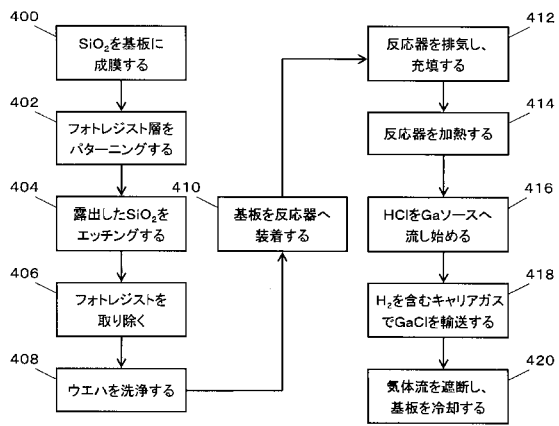 400
SiO₂を基板に
成膜する
402
フォトレジスト層を
パターニングする
404
露出したSiO₂を
エッチングする
406
フォトレジストを
取り除く
408
ウエハを洗浄する
410
基板を反応器へ
装着する
412
反応器を排気し、
充填する
414
反応器を加熱する
416
HClをGaソースへ
流し始める
418
H₂を含むキャリアガス
でGaClを輸送する
420
気体流を遮断し、
基板を冷却する